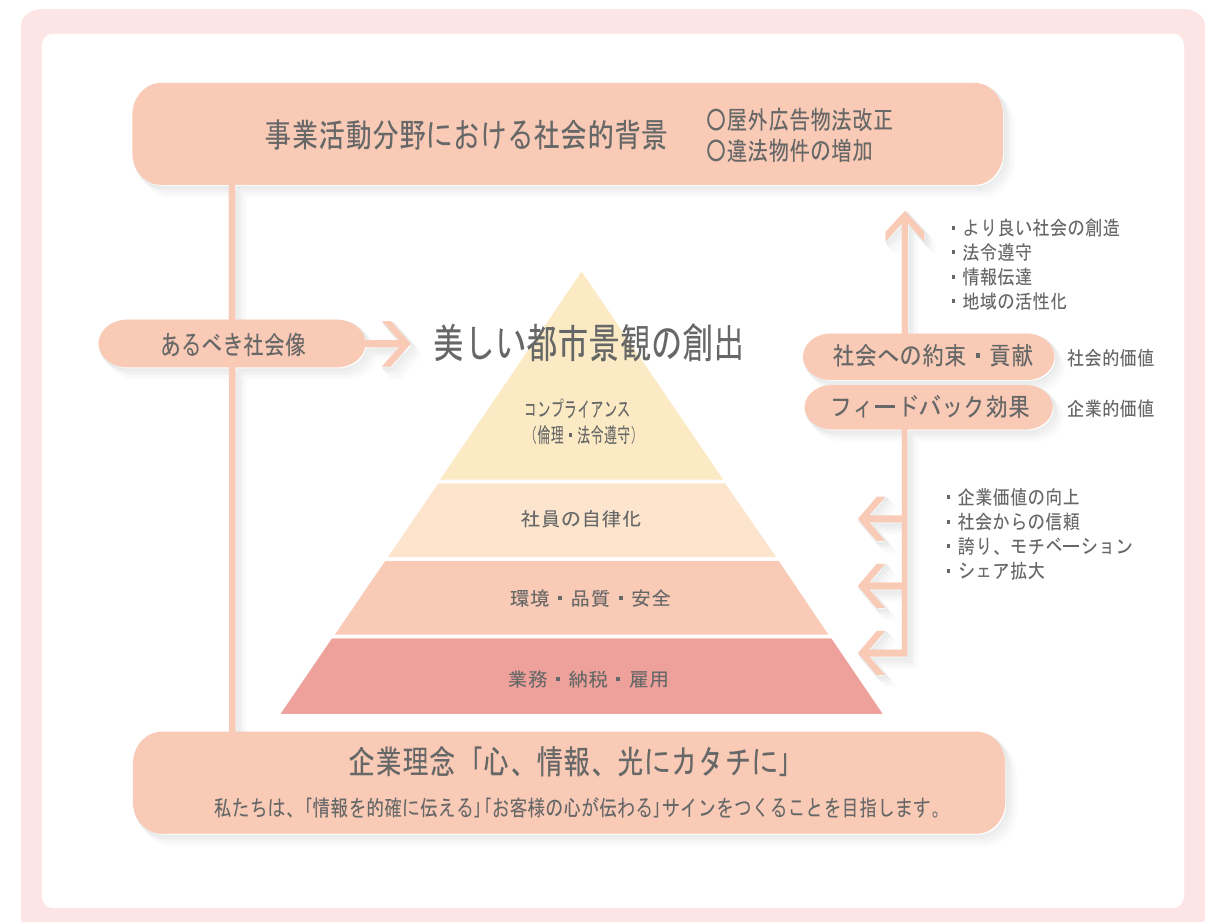 事業活動分野における社会的背景
〇屋外広告物法改正
〇違法物件の増加
・より良い社会の創造
・法令遵守
・情報伝達
・地域の活性化
あるべき社会像
美しい都市景観の創出
社会への約束・貢献
社会的価値
フィードバック効果
企業的価値
コンプライアンス
（倫理・法令遵守）
・企業価値の向上
・社会からの信頼
・誇り、モチベーション
・シェア拡大
社員の自律化
環境・品質・安全
業務・納税・雇用
企業理念「心、情報、光にカタチに」
私たちは、「情報を的確に伝える」「お客様の心が伝わる」サインをつくることを目指します。